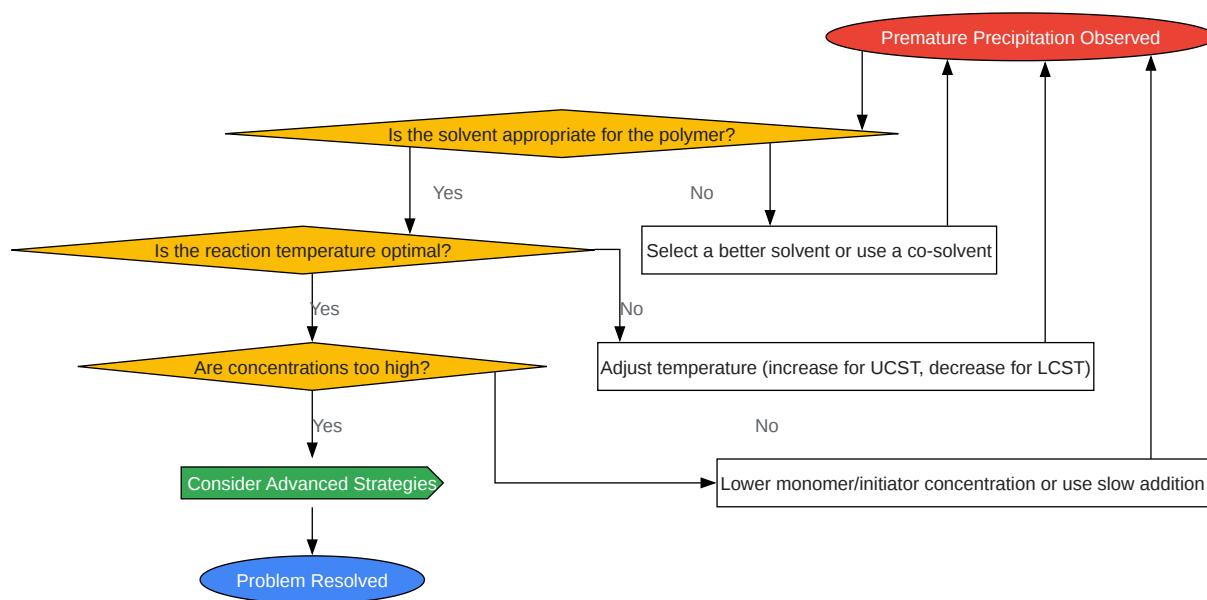 Premature Precipitation Observed
Is the solvent appropriate for the polymer?
Yes
No
Is the reaction temperature optimal?
Select a better solvent or use a co-solvent
Yes
No
Are concentrations too high?
Adjust temperature (increase for UCST, decrease for LCST)
Yes
No
Consider Advanced Strategies
Lower monomer/initiator concentration or use slow addition
Problem Resolved